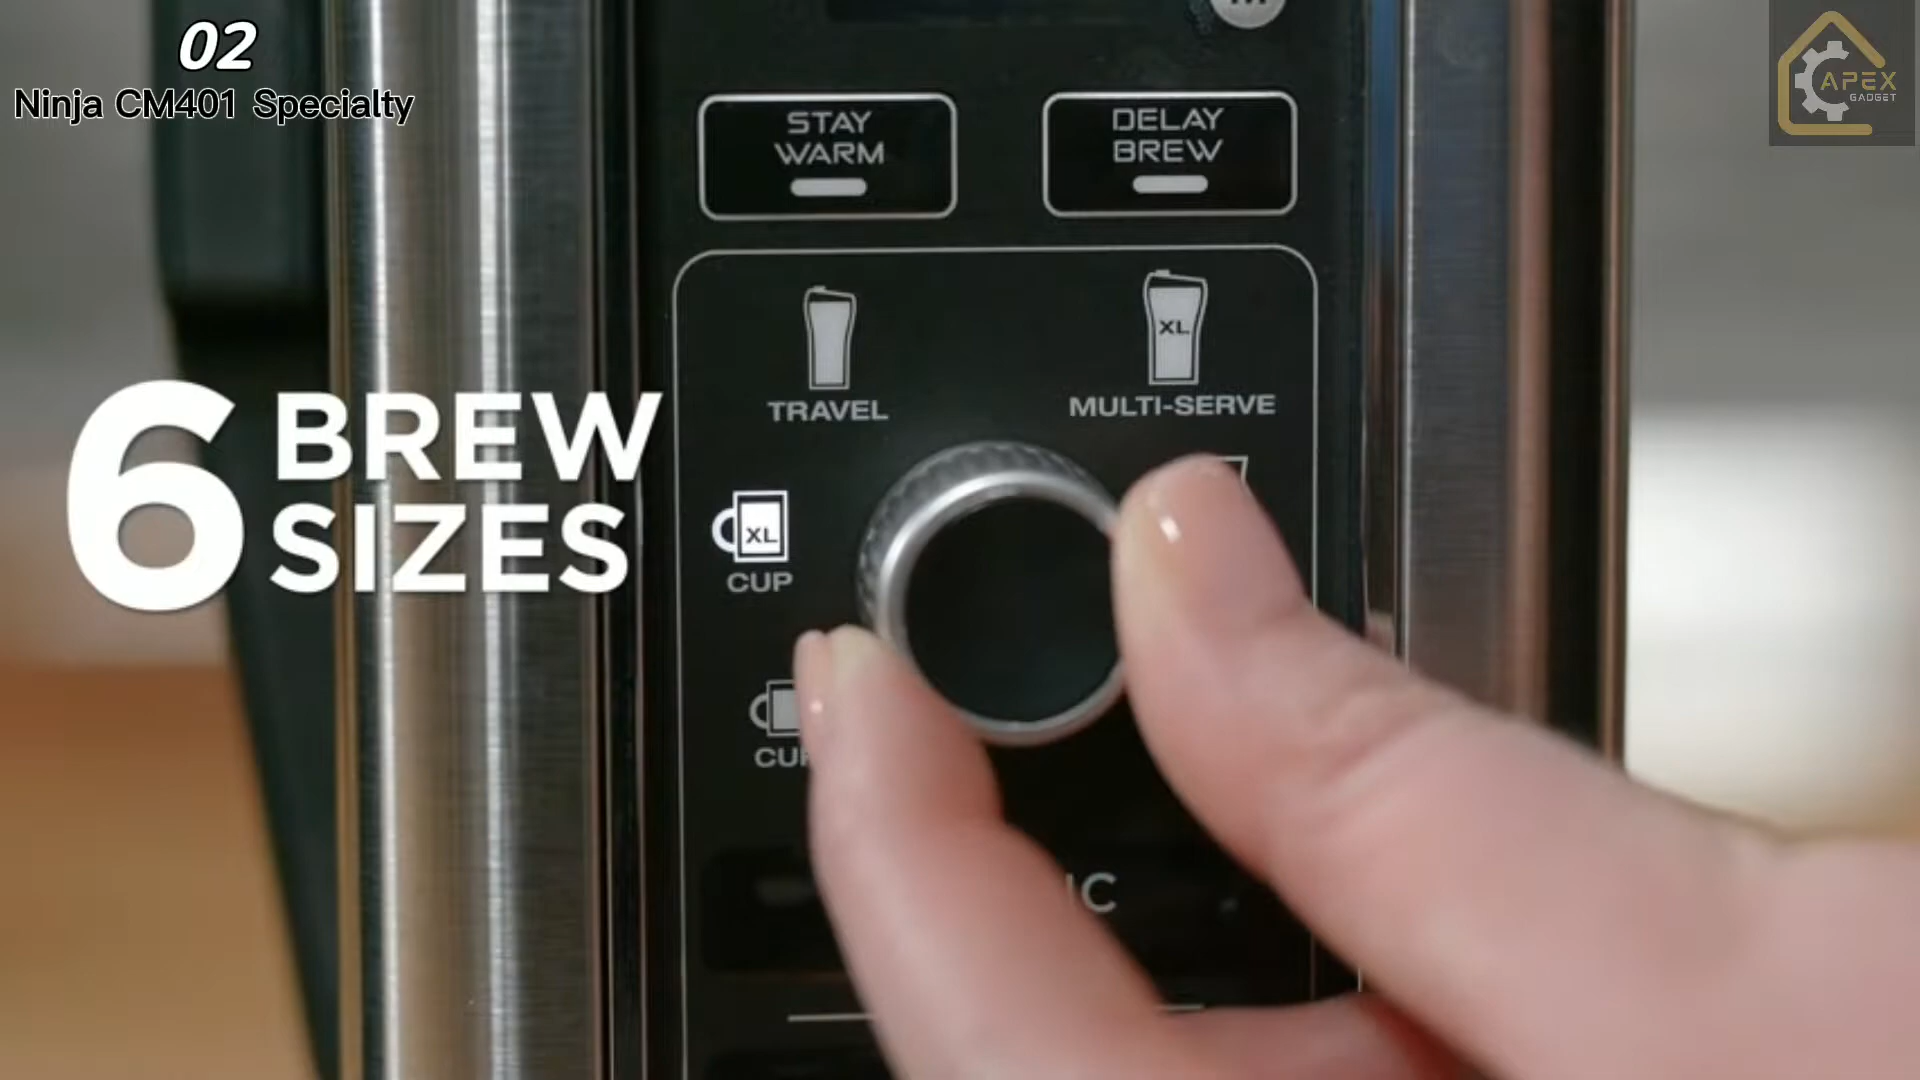 02
Ninja CM401 Specialty
APEX
GADGET
STAY
WARM
DELAY
BREW
XL
TRAVEL
MULTI-SERVE
6 BREW
SIZES
XL
CUP